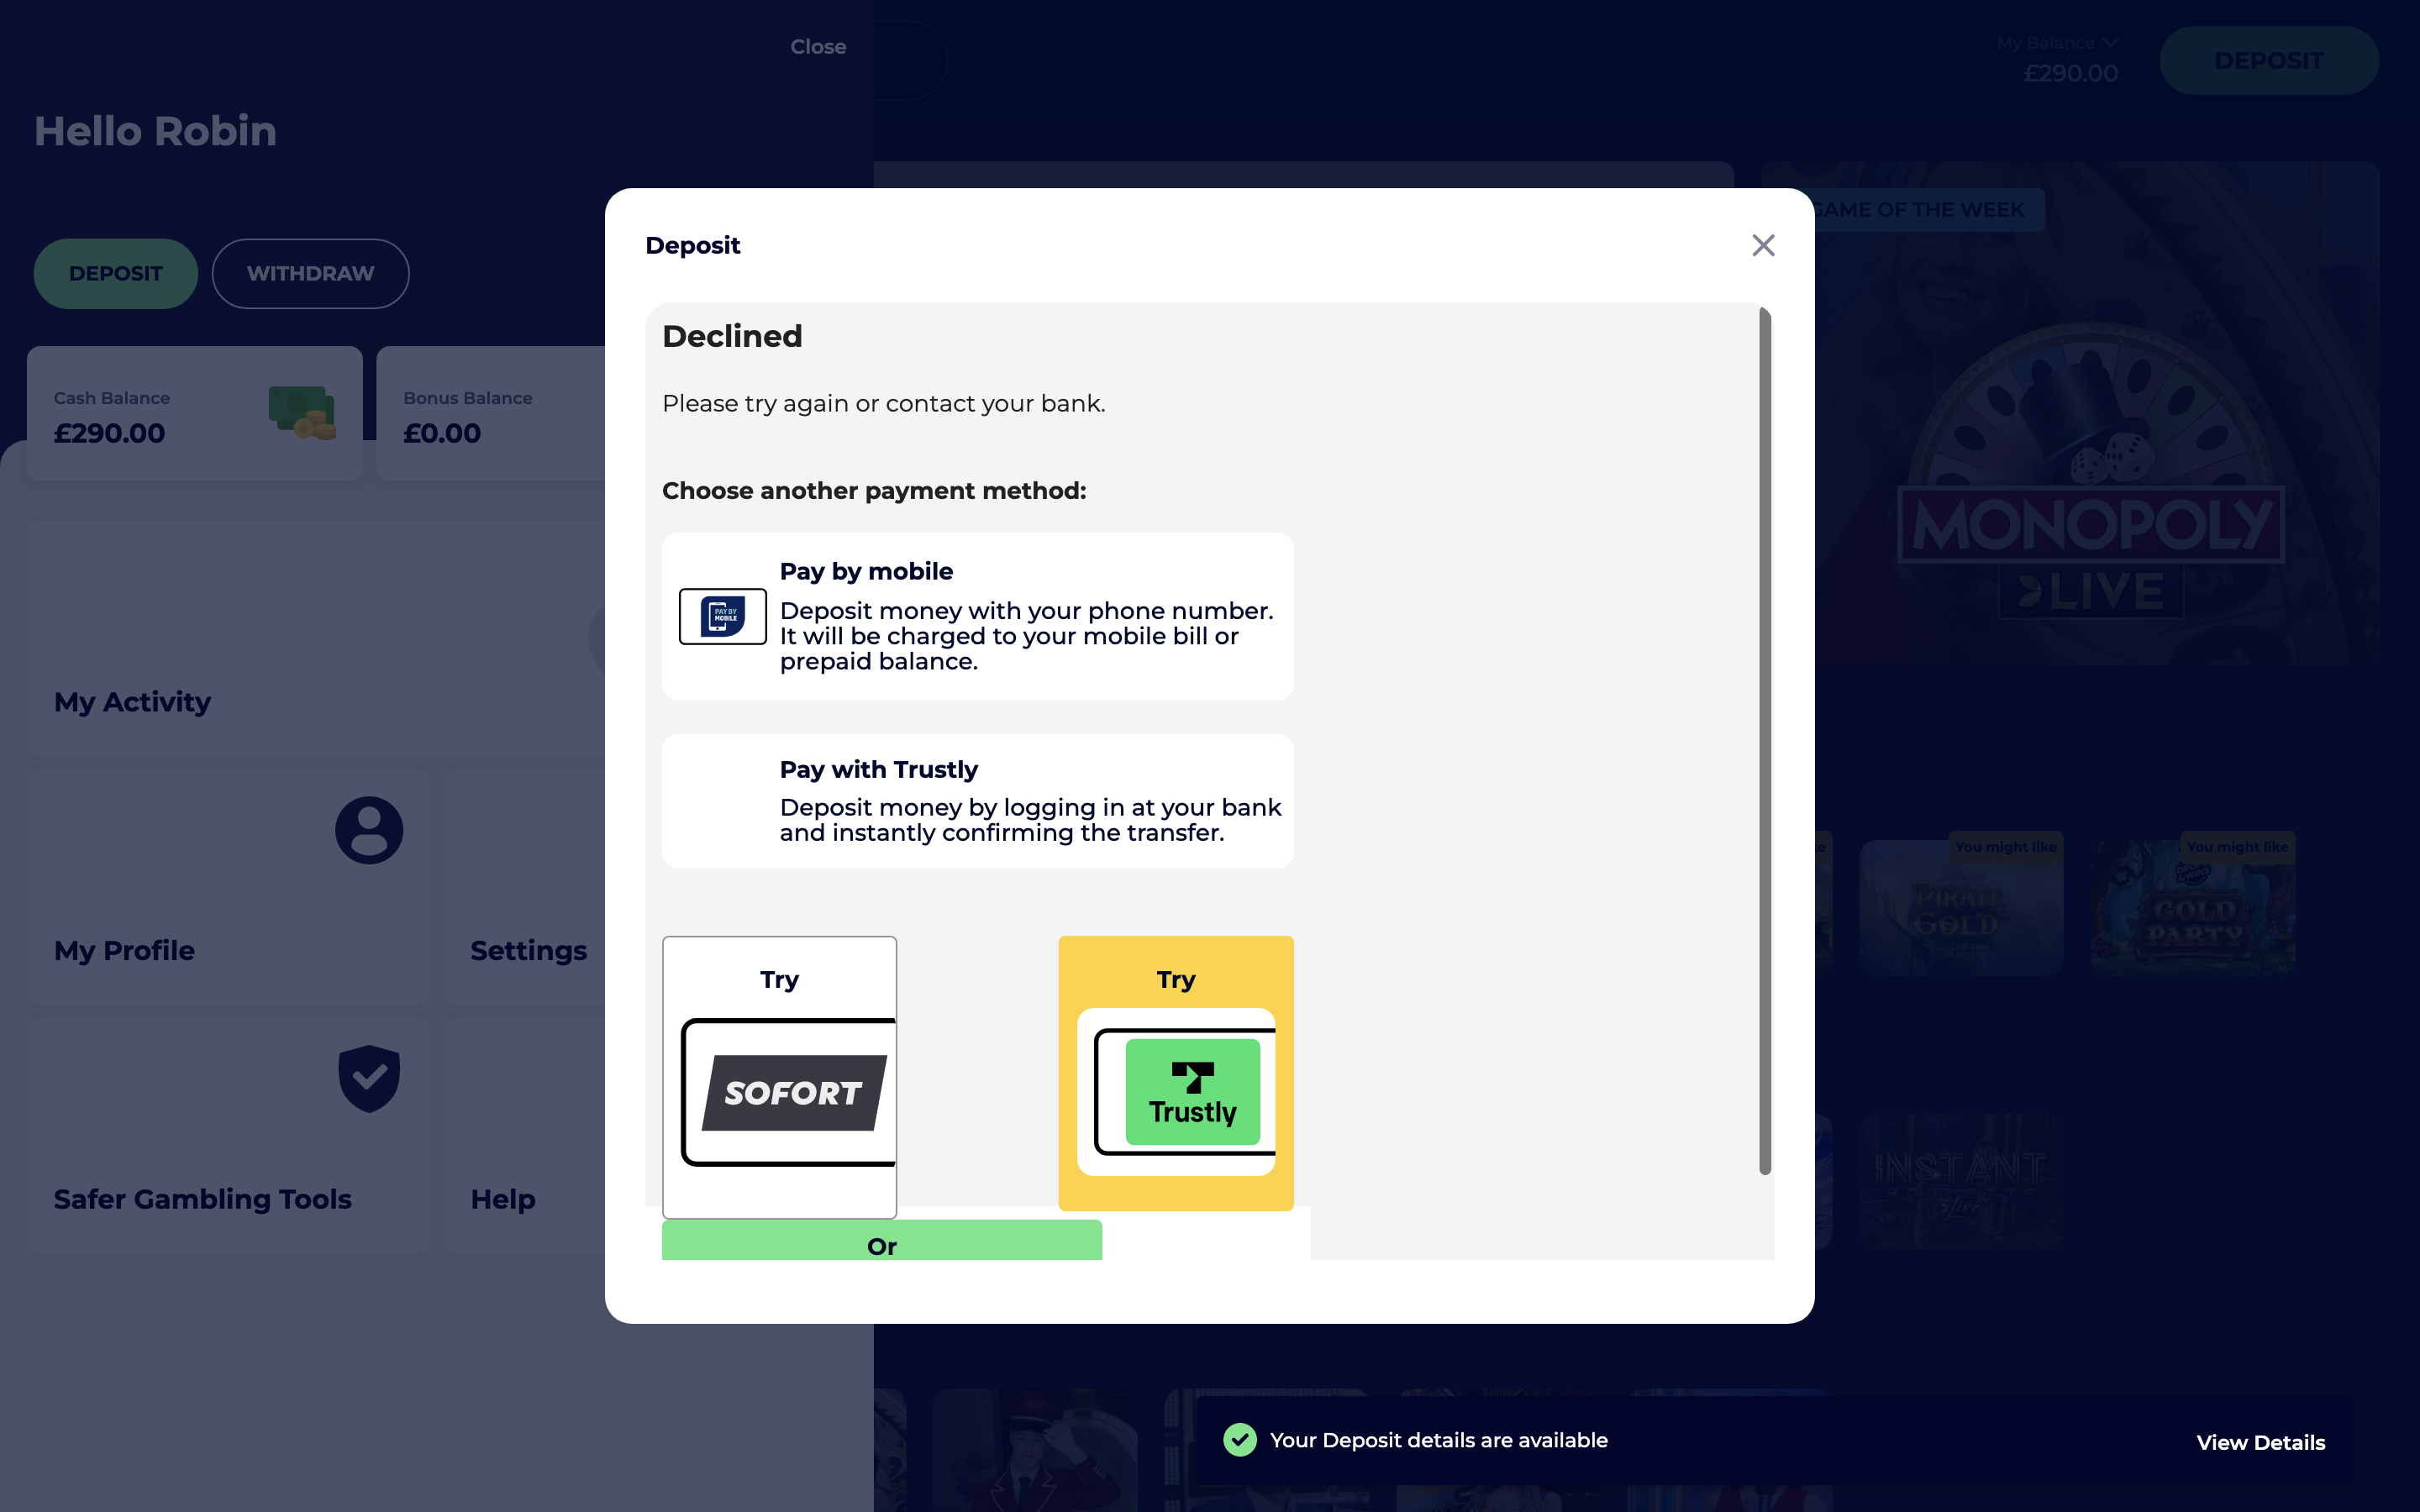 Close
My Balance
£290.00
DEPOSIT
Hello Robin
DEPOSIT
WITHDRAW
Cash Balance
£290.00
Bonus Balance
£0.00
My Activity
My Profile
Settings
Safer Gambling Tools
Help
Deposit
Declined
Please try again or contact your bank.
Choose another payment method:
PAY BY
MOBILE
Pay by mobile
Deposit money with your phone number.
It will be charged to your mobile bill or
prepaid balance.
Pay with Trustly
Deposit money by logging in at your bank
and instantly confirming the transfer.
Try
SOFORT
Try
Trustly
Or
GAME OF THE WEEK
MONOPOLY
LIVE
You might like
PIRATE
GOLD
You might like
GOLD
PARTY
INSTANT
Your Deposit details are available
View Details